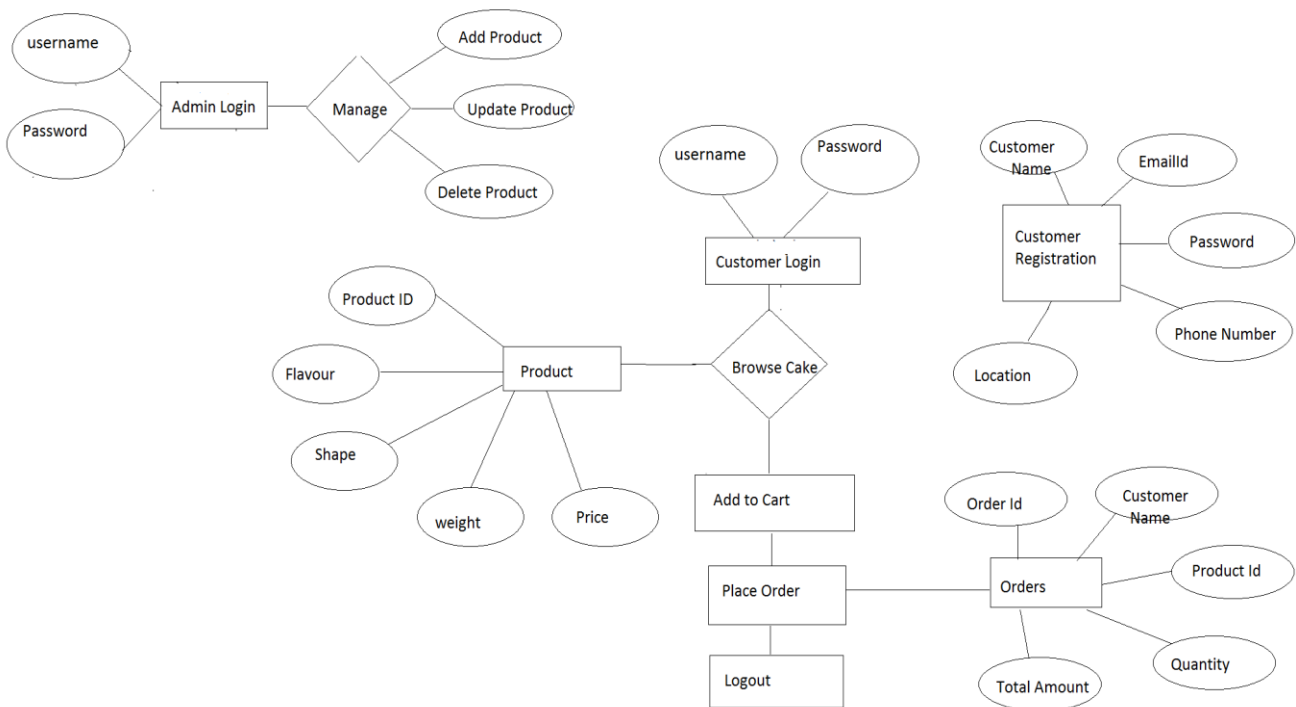 username
Password
Admin Login
Manage
Add Product
Update Product
Delete Product
username
Password
Customer Login
Customer
Name
EmailId
Customer
Registration
Password
Phone Number
Location
Product ID
Flavour
Shape
weight
Price
Product
Browse Cake
Add to Cart
Place Order
Logout
Order Id
Customer
Name
Orders
Product Id
Quantity
Total Amount